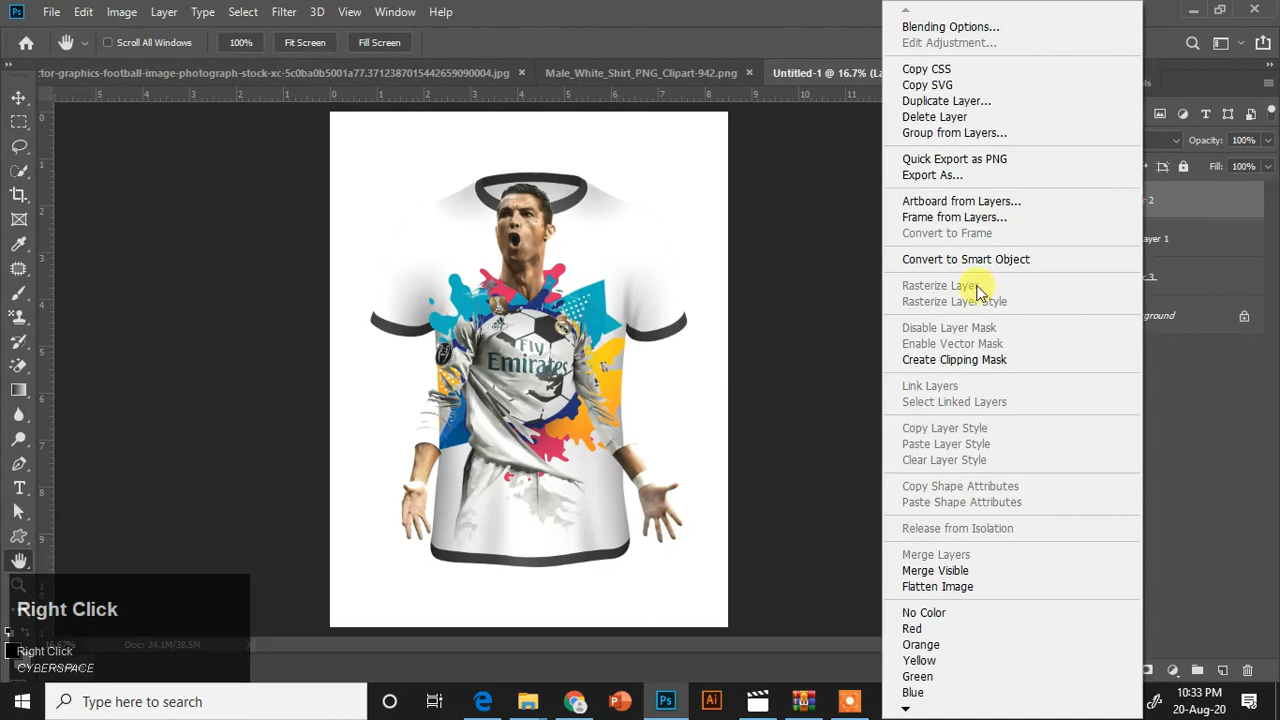 File Edit Image Layer Type Select Filter 3D View Window Help
Scroll All Windows 100% Fit Screen Fill Screen
tor-graphics-football-image-photograph-stock-xc-5c0ba0b5001a77.3712387015442659090004.jpg
Male_White_Shirt_PNG_Clipart-942.png
Untitled-1 @ 16.7% (La
Opacity: 100%
Fill: 100%
Fly
Emirates
Blending Options...
Edit Adjustment...
Copy CSS
Copy SVG
Duplicate Layer...
Delete Layer
Group from Layers...
Quick Export as PNG
Export As...
Artboard from Layers...
Frame from Layers...
Convert to Frame
Convert to Smart Object
Rasterize Layer
Rasterize Layer Style
Disable Layer Mask
Enable Vector Mask
Create Clipping Mask
Link Layers
Select Linked Layers
Copy Layer Style
Paste Layer Style
Clear Layer Style
Copy Shape Attributes
Paste Shape Attributes
Release from Isolation
Merge Layers
Merge Visible
Flatten Image
No Color
Red
Orange
Yellow
Green
Blue
Right Click
Right Click
CYBERSPACE
16.67% Doc: 24.1M/38.5M
Type here to search
10:33 PM
20-Aug-20